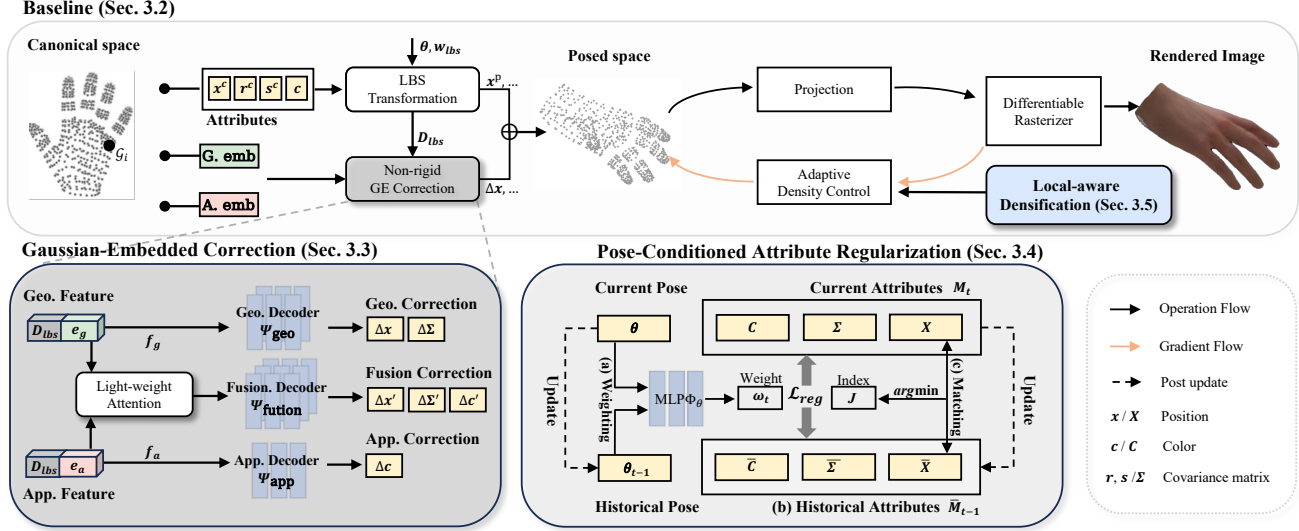 Baseline (Sec. 3.2)
Canonical space
𝒢ᵢ
xᶜ rᶜ sᶜ c
Attributes
G. emb
A. emb
θ, w_lbs
LBS
Transformation
D_lbs
Non-rigid
GE Correction
xᵖ, ...
Δx, ...
Posed space
Projection
Adaptive
Density Control
Differentiable
Rasterizer
Local-aware
Densification (Sec. 3.5)
Rendered Image
Gaussian-Embedded Correction (Sec. 3.3)
Geo. Feature
D_lbs e_g
f_g
Geo. Decoder
Ψ_geo
Geo. Correction
Δx ΔΣ
Light-weight
Attention
Fusion. Decoder
Ψ_fution
Fusion Correction
Δx′ ΔΣ′ Δc′
D_lbs e_a
App. Feature
f_a
App. Decoder
Ψ_app
App. Correction
Δc
Pose-Conditioned Attribute Regularization (Sec. 3.4)
Current Pose
θ
Update
(a) Weighting
MLPΦ_θ
θ_{t−1}
Historical Pose
Current Attributes M_t
C Σ X
Weight
ω_t
ℒ_reg
Index
J
argmin
(c) Matching
Update
C̅ Σ̅ X̅
(b) Historical Attributes M̅_{t−1}
Operation Flow
Gradient Flow
Post update
x / X Position
c / C Color
r, s /Σ Covariance matrix